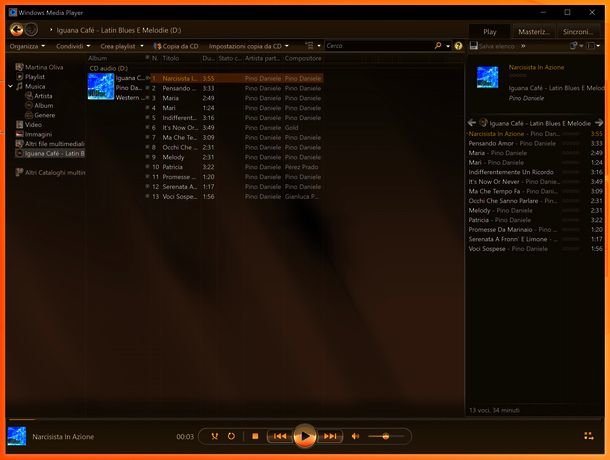 Windows Media Player
Iguana Café - Latin Blues E Melodie (D:)
Play Masteriz... Sincroni...
Organizza Condividi Crea playlist Copia da CD Impostazioni copia da CD Cerca Salva elenco »
Album N. Titolo Du... Stato c... Artista part... Compositore
CD audio (D:)
Martina Oliva
Playlist
Musica
Artista
Album
Genere
Video
Immagini
Altri file multimediali
Iguana Café - Latin B
Altri Cataloghi multim
Iguana C...
Pino Da...
Western ...
1 Narcisista I... 3:55 Pino Daniele Pino Daniele
2 Pensando ... 3:33 Pino Daniele Pino Daniele
3 Maria 2:49 Pino Daniele Pino Daniele
4 Mari 1:24 Pino Daniele Pino Daniele
5 Indifferent... 3:16 Pino Daniele Pino Daniele
6 It's Now Or... 3:49 Pino Daniele Gold
7 Ma Che Te... 3:09 Pino Daniele Pino Daniele
8 Occhi Che ... 2:31 Pino Daniele Pino Daniele
9 Melody 2:31 Pino Daniele Pino Daniele
10 Patricia 3:22 Pino Daniele Pérez Prado
11 Promesse ... 1:20 Pino Daniele Pino Daniele
12 Serenata A... 1:17 Pino Daniele Pino Daniele
13 Voci Sospe... 1:56 Pino Daniele Gianluca P...
Narcisista In Azione
Iguana Café - Latin Blues E Melod
Pino Daniele
Iguana Café - Latin Blues E Melodie
Narcisista In Azione - Pino Dan... 3:55
Pensando Amor - Pino Daniele 3:33
Maria - Pino Daniele 2:49
Mari - Pino Daniele 1:24
Indifferentemente Un Ricordo 3:16
It's Now Or Never - Pino Daniele 3:49
Ma Che Tempo Fa - Pino Daniele 3:09
Occhi Che Sanno Parlare - Pin... 2:31
Melody - Pino Daniele 2:31
Patricia - Pino Daniele 3:22
Promesse Da Marinaio - Pino D... 1:20
Serenata A Fronn' E Limone - ... 1:17
Voci Sospese - Pino Daniele 1:56
13 voci, 34 minuti
Narcisista In Azione 00:03